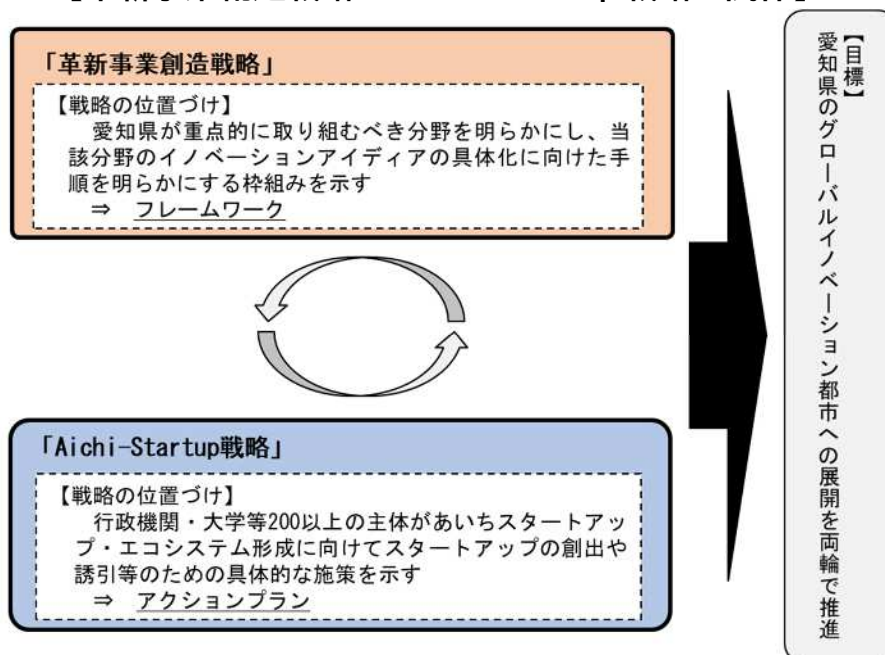 「革新事業創造戦略」
【戦略の位置づけ】
愛知県が重点的に取り組むべき分野を明らかにし、当
該分野のイノベーションアイディアの具体化に向けた手
順を明らかにする枠組みを示す
⇒ フレームワーク
「Aichi-Startup戦略」
【戦略の位置づけ】
行政機関・大学等200以上の主体があいちスタートアッ
プ・エコシステム形成に向けてスタートアップの創出や
誘引等のための具体的な施策を示す
⇒ アクションプラン
【目標】
愛知県のグローバルイノベーション都市への展開を両輪で推進